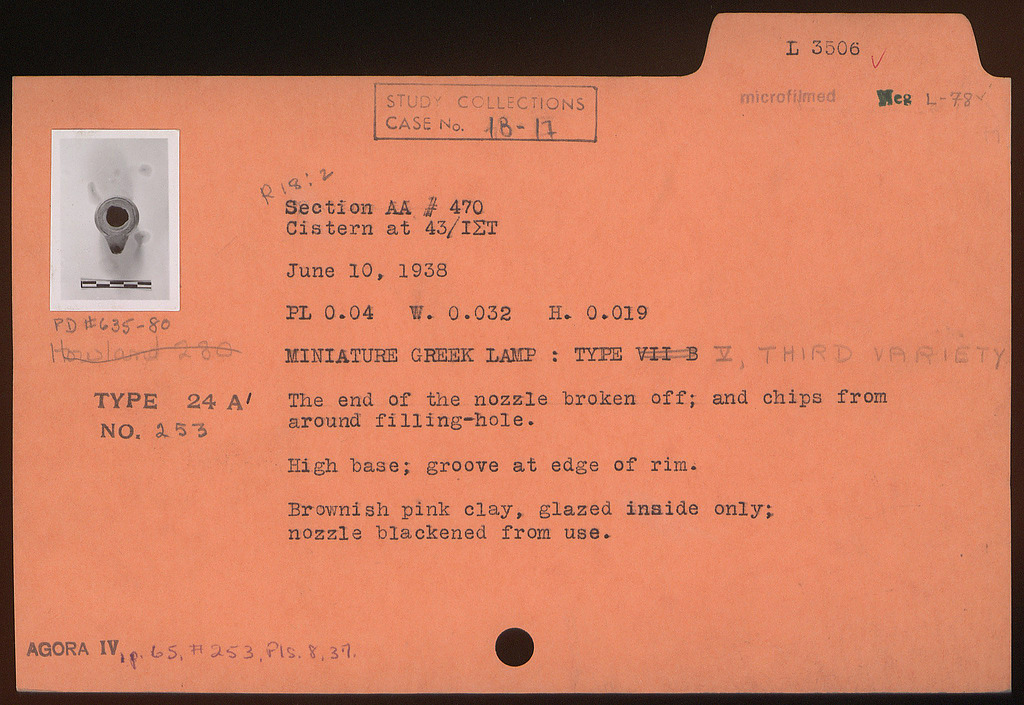 L 3506 ✓
microfilmed Neg L-78
STUDY COLLECTIONS
CASE No. 18-17
R 18:2
Section AA # 470
Cistern at 43/ΙΣΤ
June 10, 1938
PL 0.04 W. 0.032 H. 0.019
PD #635-80
Howland 280
MINIATURE GREEK LAMP : TYPE VII B V, THIRD VARIETY
TYPE 24 A'
NO. 253
The end of the nozzle broken off; and chips from
around filling-hole.
High base; groove at edge of rim.
Brownish pink clay, glazed inside only;
nozzle blackened from use.
AGORA IV, p. 65, #253, Pls. 8, 37.